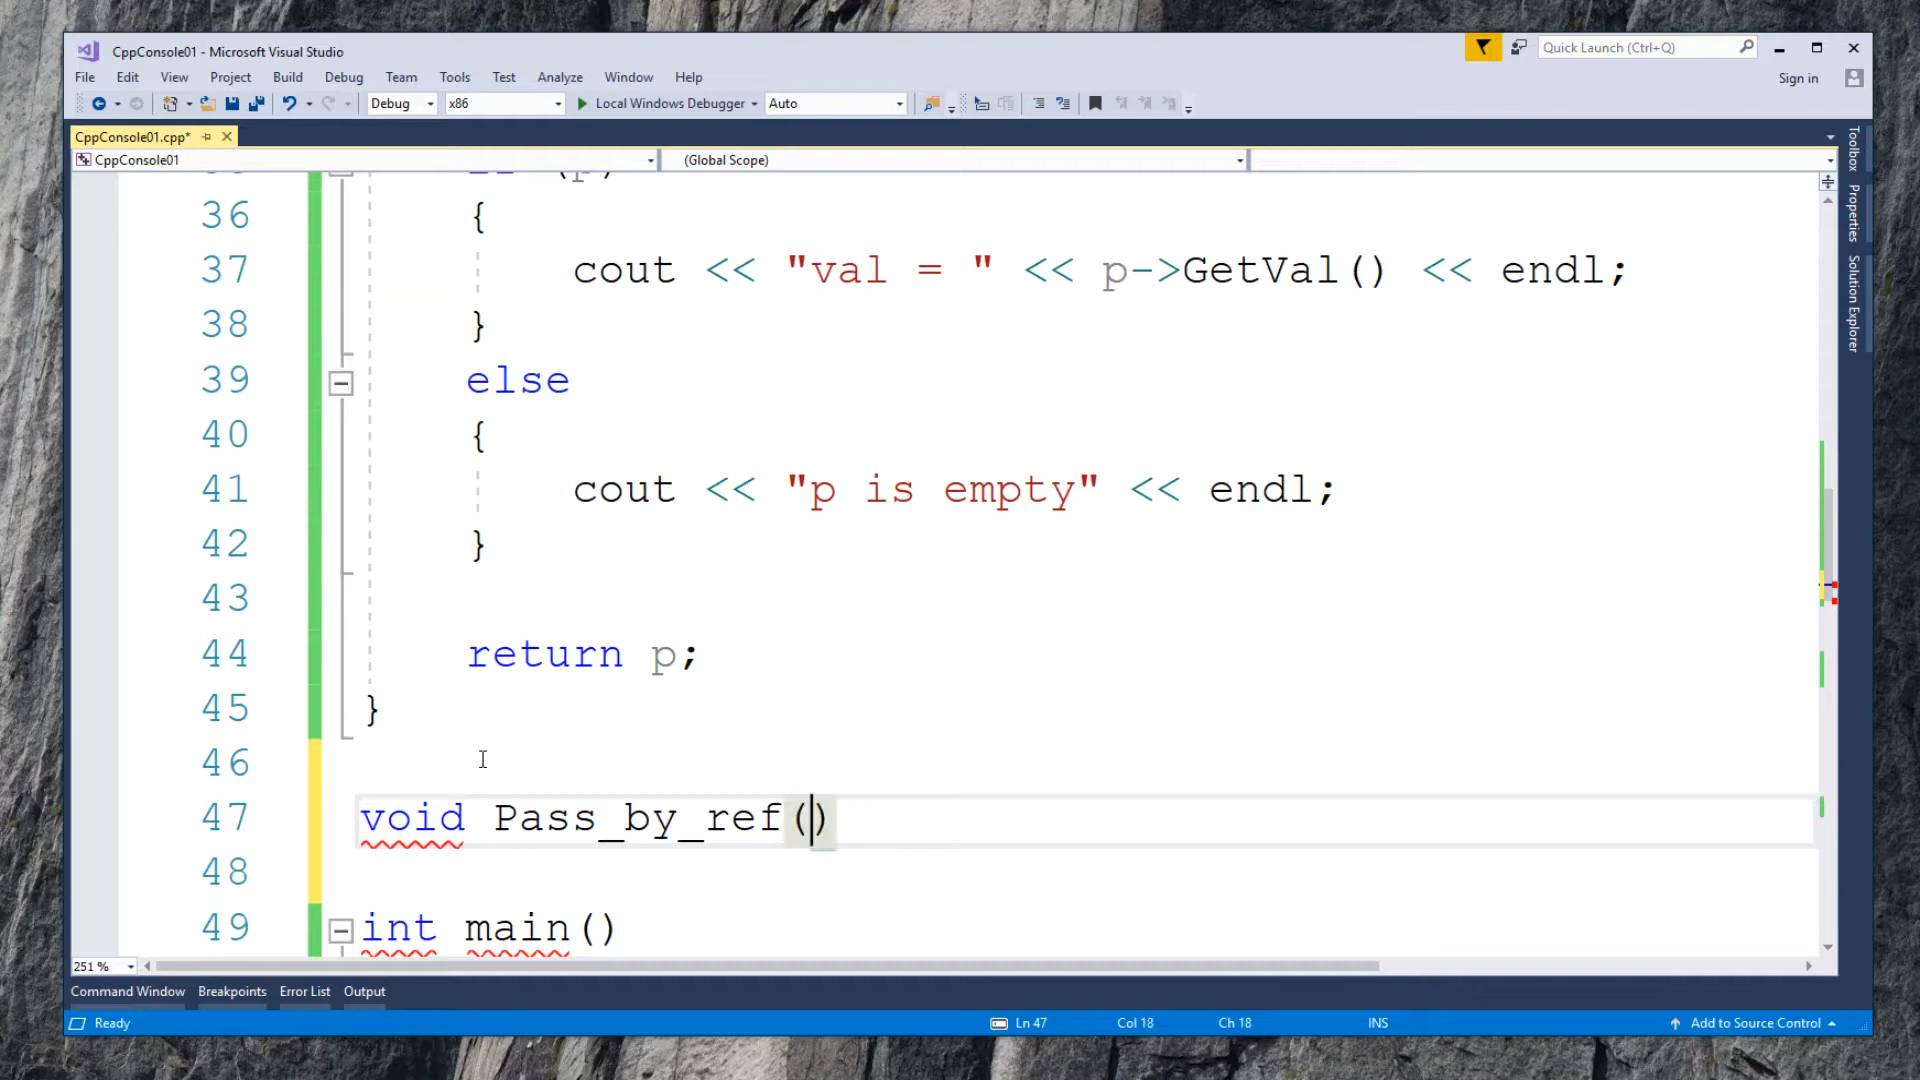 CppConsole01 - Microsoft Visual Studio
Quick Launch (Ctrl+Q)
File Edit View Project Build Debug Team Tools Test Analyze Window Help
Sign in
Debug x86 Local Windows Debugger Auto
CppConsole01.cpp*
CppConsole01 (Global Scope)
36 {
37 cout << "val = " << p->GetVal() << endl;
38 }
39 else
40 {
41 cout << "p is empty" << endl;
42 }
43
44 return p;
45 }
46
47 void Pass_by_ref()
48
49 int main()
251 %
Command Window Breakpoints Error List Output
Ready Ln 47 Col 18 Ch 18 INS Add to Source Control
Toolbox
Properties
Solution Explorer